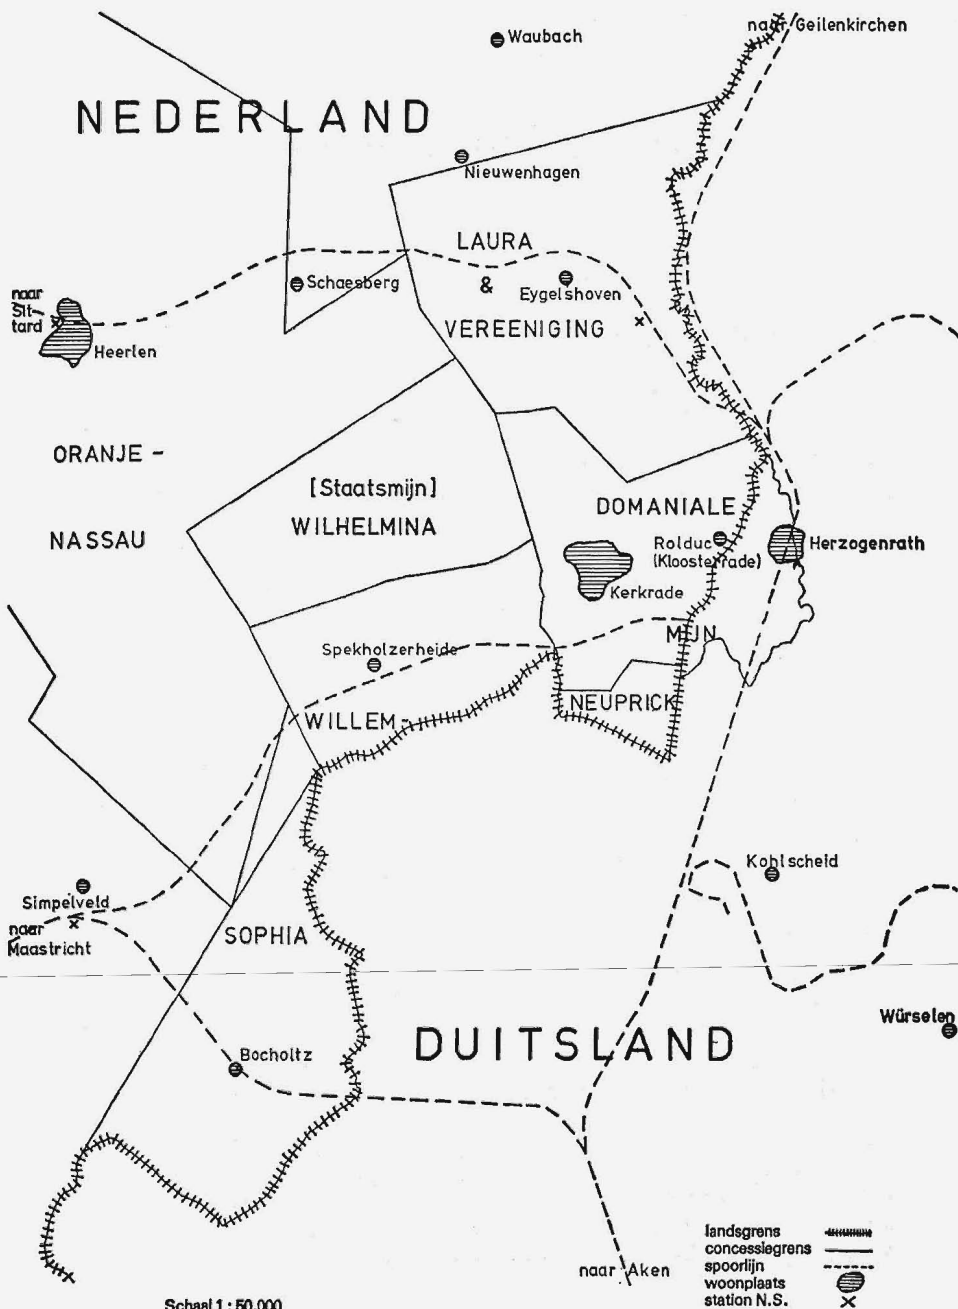 naar Geilenkirchen
Waubach
NEDERLAND
Nieuwenhagen
LAURA
&
VEREENIGING
Schaesberg
Eygelshoven
naar
Sit-
tard
Heerlen
ORANJE -
NASSAU
[Staatsmijn]
WILHELMINA
DOMANIALE
Rolduc
(Kloosterrade)
Herzogenrath
Kerkrade
MIJN
Spekholzerheide
NEUPRICK
WILLEM-
Kohlscheid
Simpelveld
naar
Maastricht
SOPHIA
Würselen
DUITSLAND
Bocholtz
naar Aken
landsgrens
concessiegrens
spoorlijn
woonplaats
station N.S.
Schaal 1 : 50.000